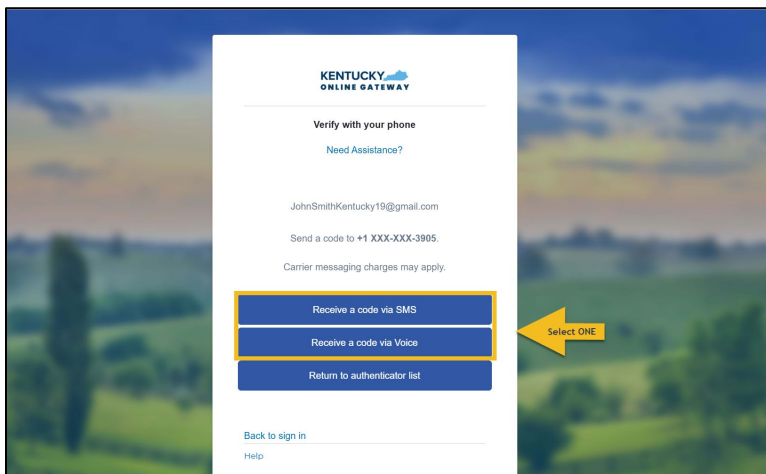 KENTUCKY
ONLINE GATEWAY
Verify with your phone
Need Assistance?
JohnSmithKentucky19@gmail.com
Send a code to +1 XXX-XXX-3905.
Carrier messaging charges may apply.
Receive a code via SMS
Receive a code via Voice
Select ONE
Return to authenticator list
Back to sign in
Help